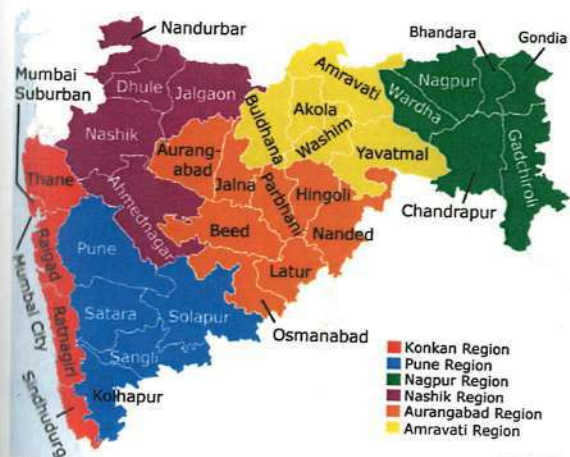 Nandurbar
Bhandara
Gondia
Mumbai
Suburban
Dhule
Jalgaon
Amravati
Nagpur
Wardha
Buldhana
Akola
Washim
Nashik
Yavatmal
Gadchiroli
Aurang-
abad
Thane
Ahmednagar
Jalna
Parbhani
Hingoli
Chandrapur
Raigad
Pune
Beed
Nanded
Mumbai City
Latur
Ratnagiri
Satara
Solapur
Osmanabad
Sangli
Sindhudurg
Kolhapur
Konkan Region
Pune Region
Nagpur Region
Nashik Region
Aurangabad Region
Amravati Region